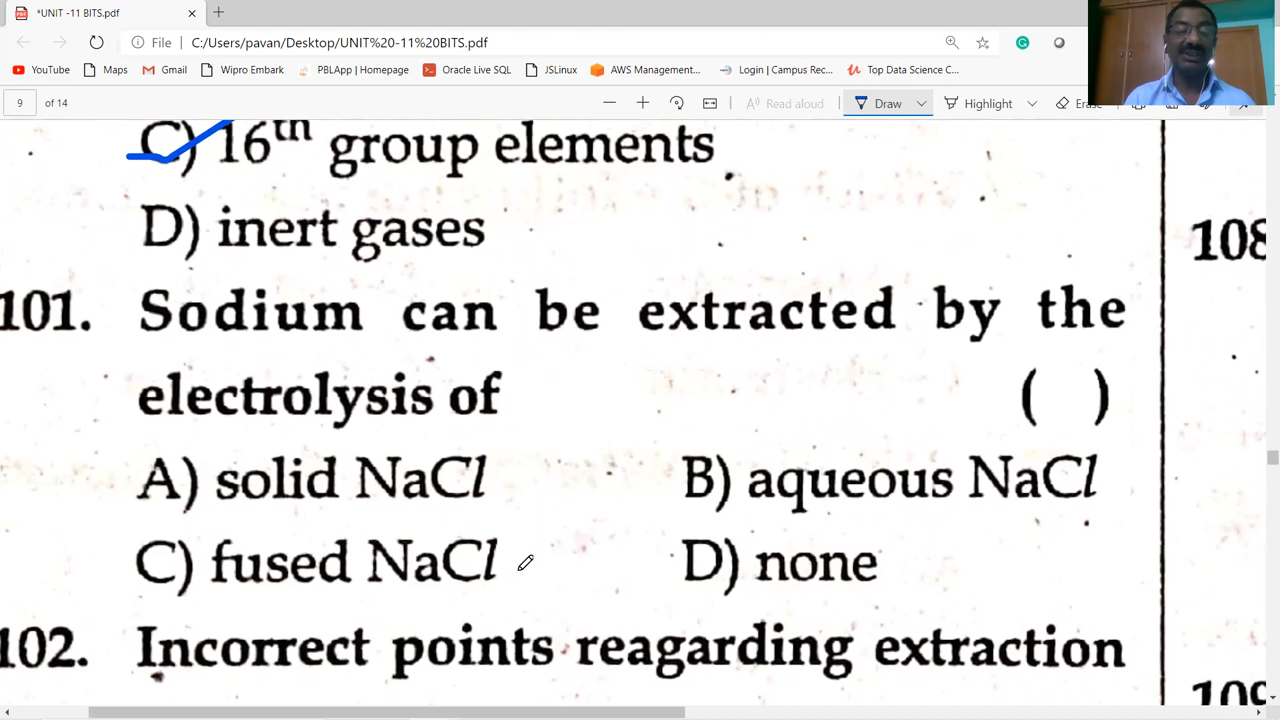 *UNIT -11 BITS.pdf
File | C:/Users/pavan/Desktop/UNIT%20-11%20BITS.pdf
YouTube Maps Gmail Wipro Embark PBLApp | Homepage Oracle Live SQL JSLinux AWS Management... Login | Campus Rec... Top Data Science C...
9 of 14 Read aloud Draw Highlight Erase
C) 16th group elements
D) inert gases
101. Sodium can be extracted by the
electrolysis of ( )
A) solid NaCl B) aqueous NaCl
C) fused NaCl D) none
102. Incorrect points reagarding extraction
108
109